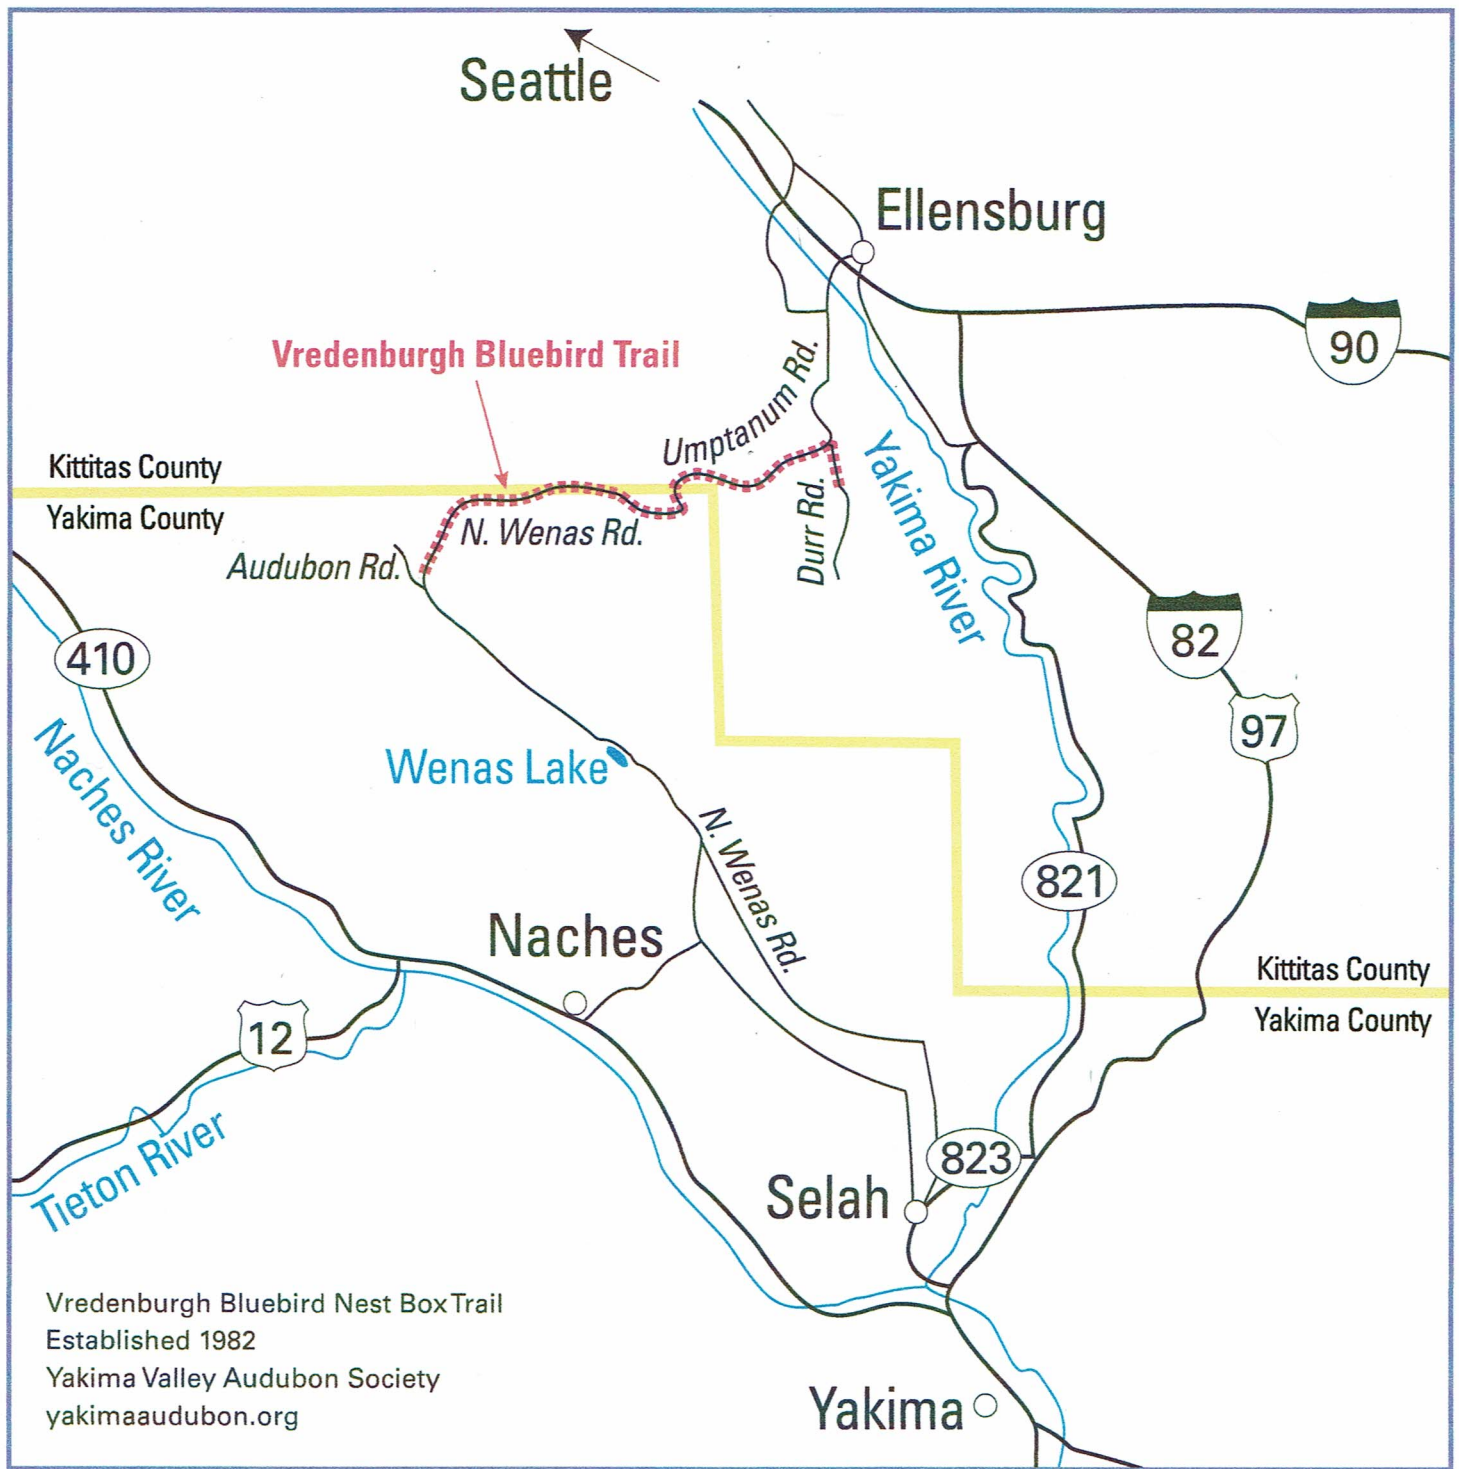 Seattle
Ellensburg
90
Vredenburgh Bluebird Trail
Umptanum Rd.
Kittitas County
Yakima County
N. Wenas Rd.
Audubon Rd.
Durr Rd.
Yakima River
82
97
410
Naches River
Wenas Lake
N. Wenas Rd.
821
Naches
Kittitas County
Yakima County
12
Tieton River
823
Selah
Vredenburgh Bluebird Nest Box Trail
Established 1982
Yakima Valley Audubon Society
yakimaaudubon.org
Yakima